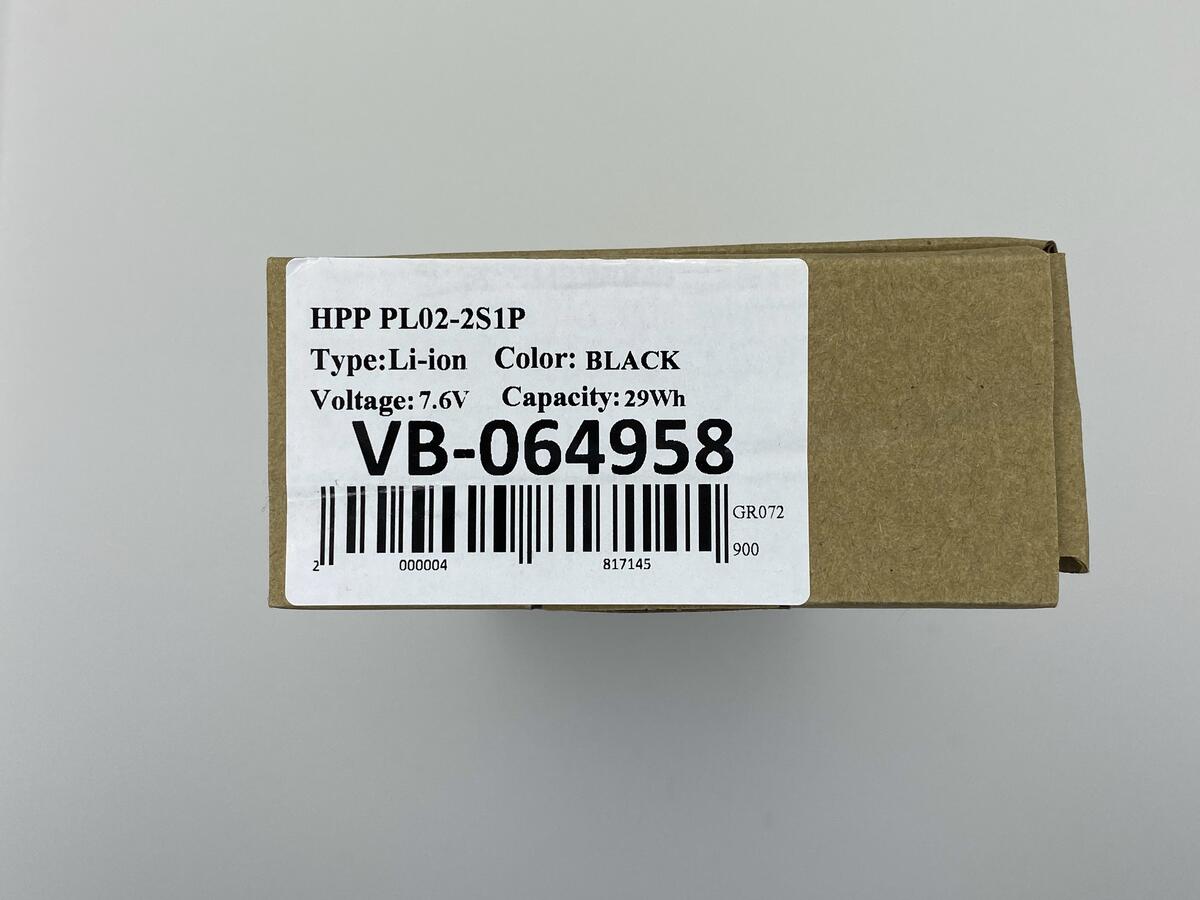 HPP PL02-2S1P
Type:Li-ion Color: BLACK
Voltage: 7.6V Capacity: 29Wh
VB-064958
GR072
900
2 000004 817145